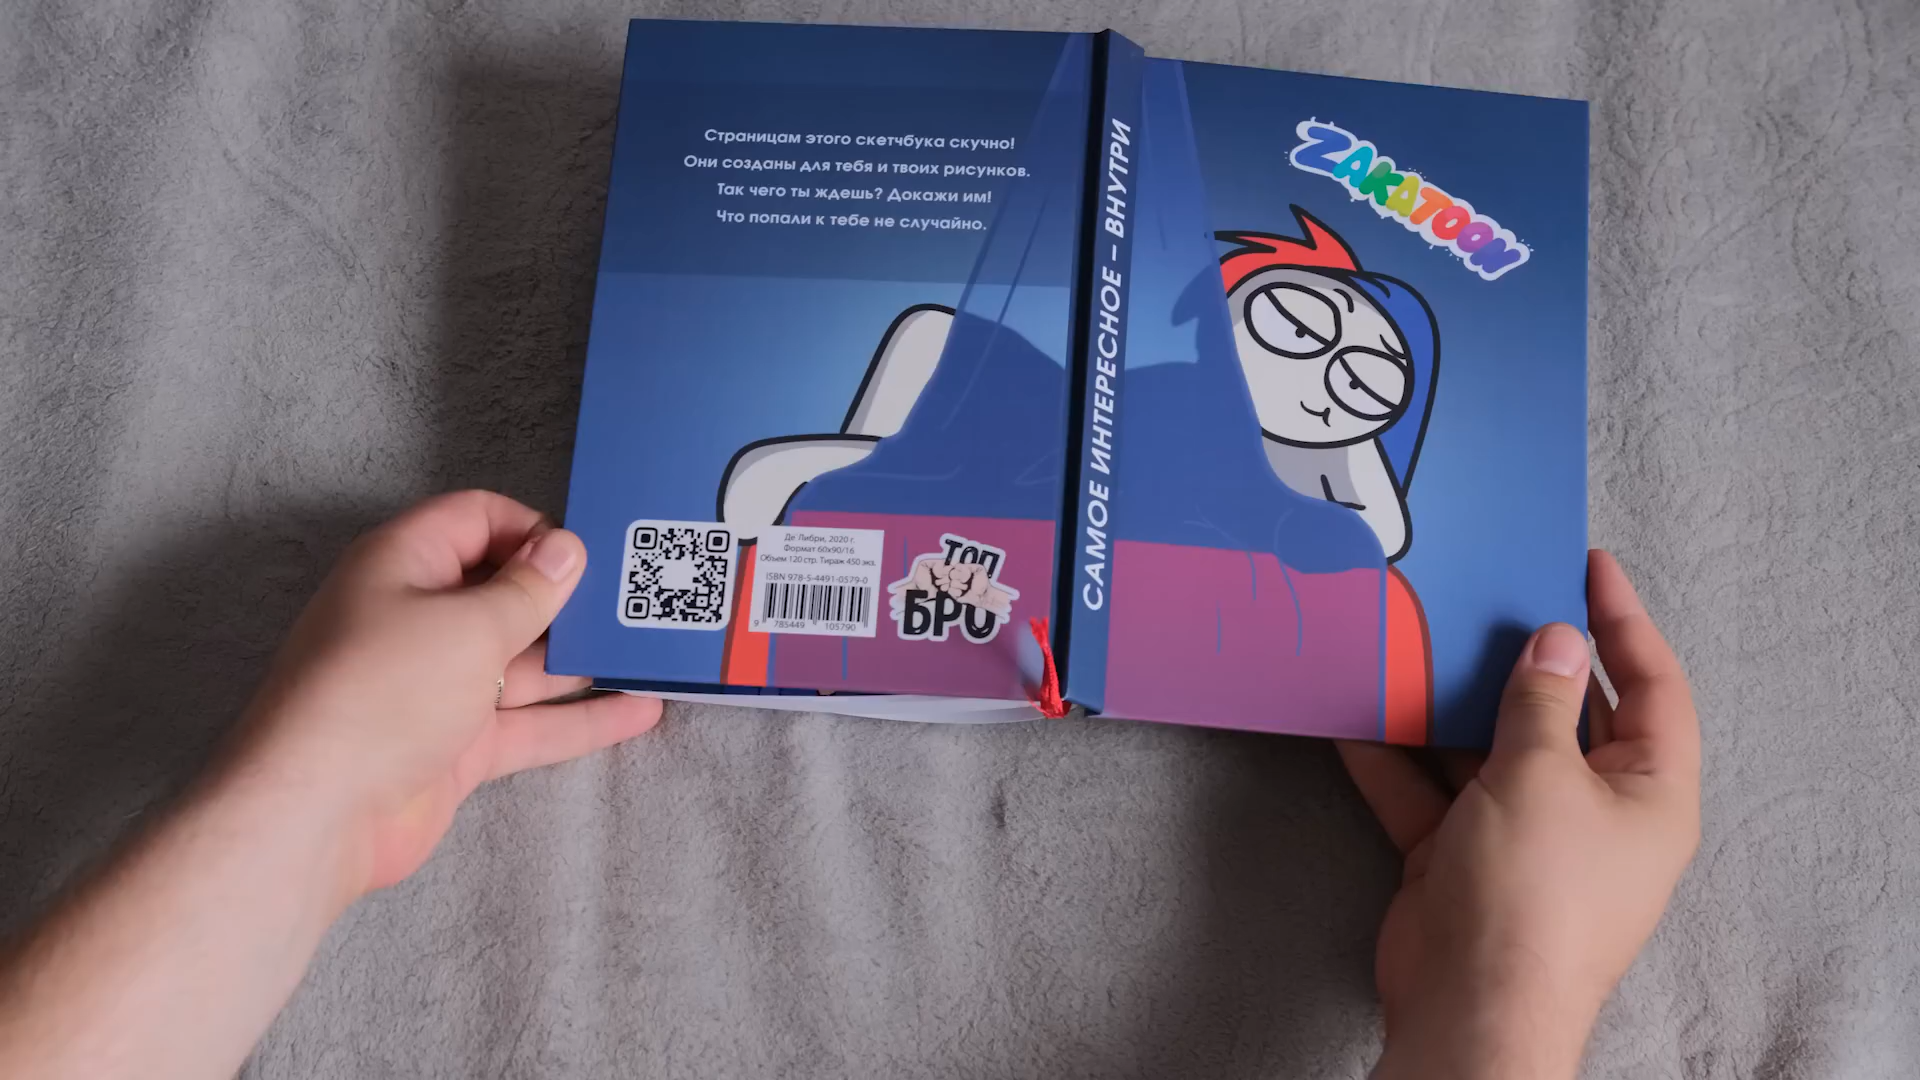 Страницам этого скетчбука скучно!
Они созданы для тебя и твоих рисунков.
Так чего ты ждешь? Докажи им!
Что попали к тебе не случайно.
Де Либри, 2020 г.
Формат 60х90/16
Объем 120 стр. Тираж 450 экз.
ISBN 978-5-4491-0579-0
9 785449 105790
ТОП
БРО
САМОЕ ИНТЕРЕСНОЕ – ВНУТРИ
ZAKATOON